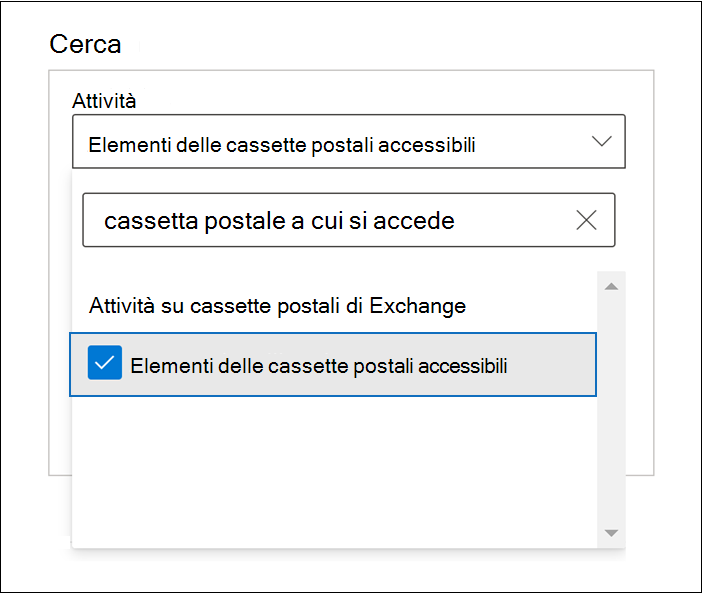 Cerca
Attività
Elementi delle cassette postali accessibili
cassetta postale a cui si accede
Attività su cassette postali di Exchange
Elementi delle cassette postali accessibili